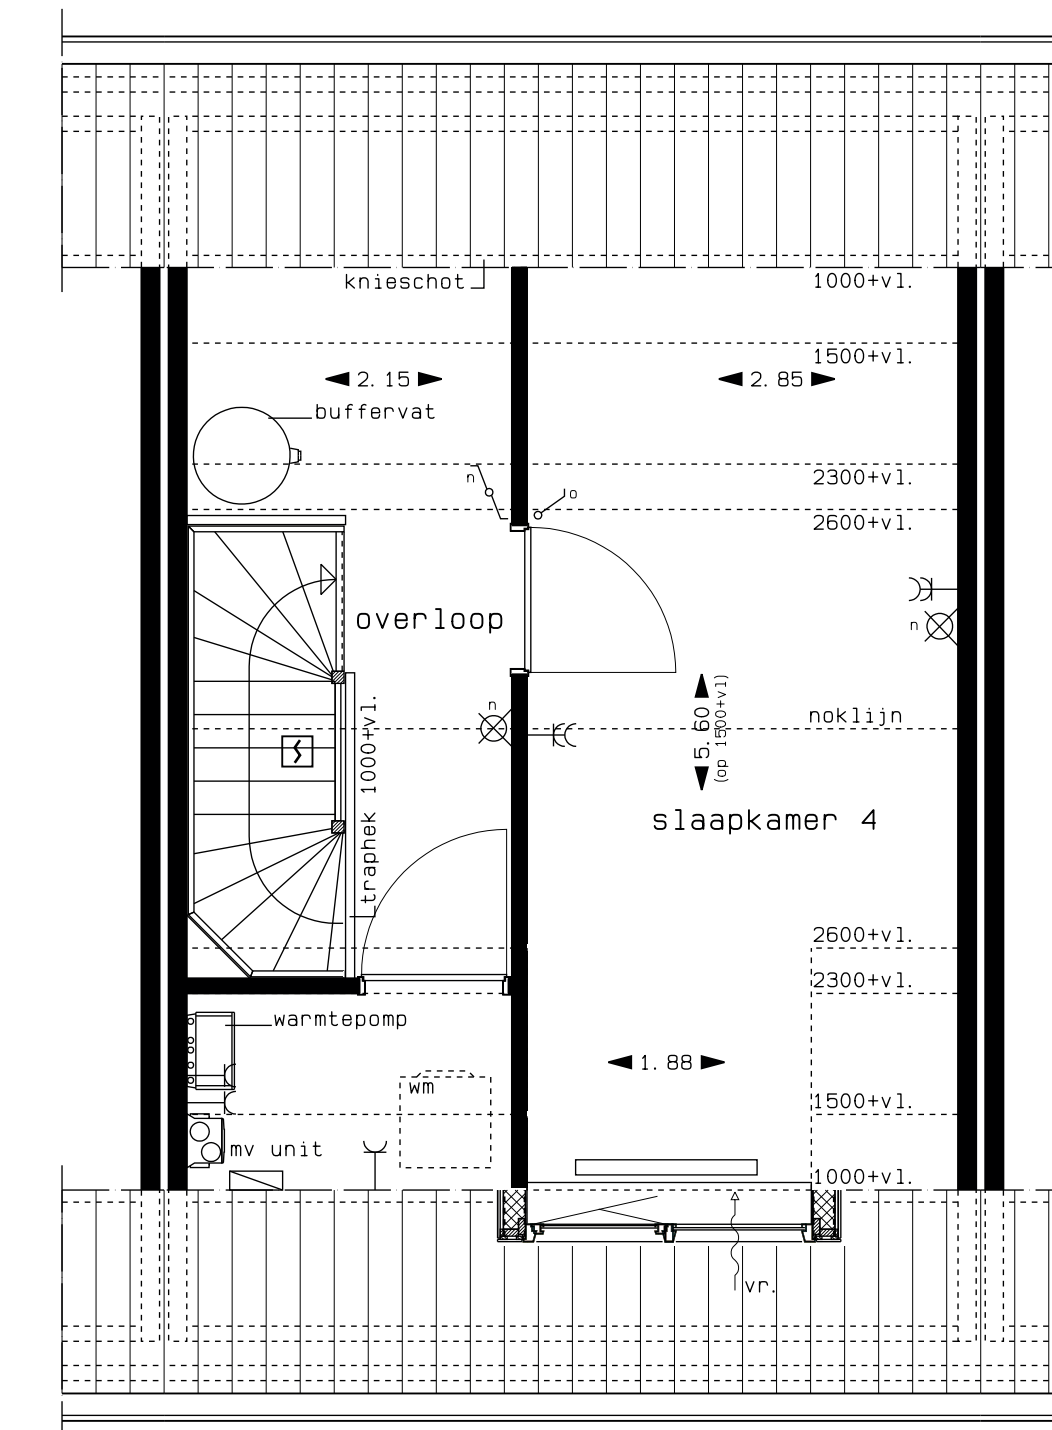 knieschot
1000+vl.
1500+vl.
2.15
2.85
buffervat
n
2300+vl.
2600+vl.
overloop
n
n
noklijn
5.60
(op 1500+vl)
traphek 1000+vl.
slaapkamer 4
2600+vl.
2300+vl.
warmtepomp
1.88
wm
1500+vl.
mv unit
1000+vl.
vr.